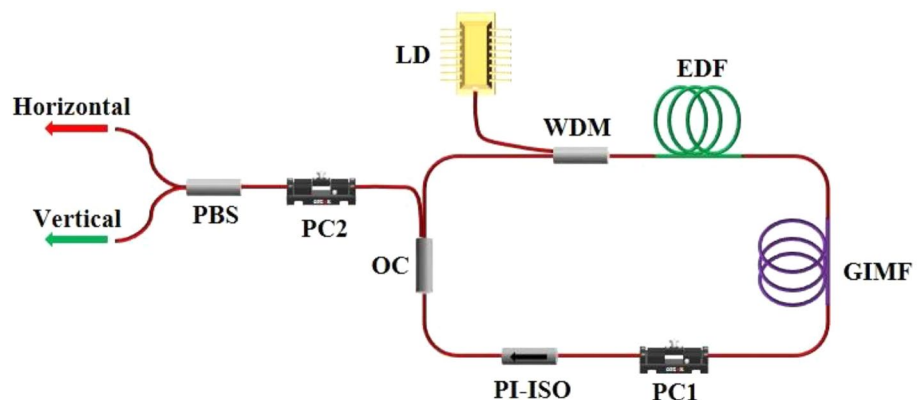 LD
EDF
Horizontal
WDM
Vertical
PBS
PC2
OC
GIMF
PI-ISO
PC1